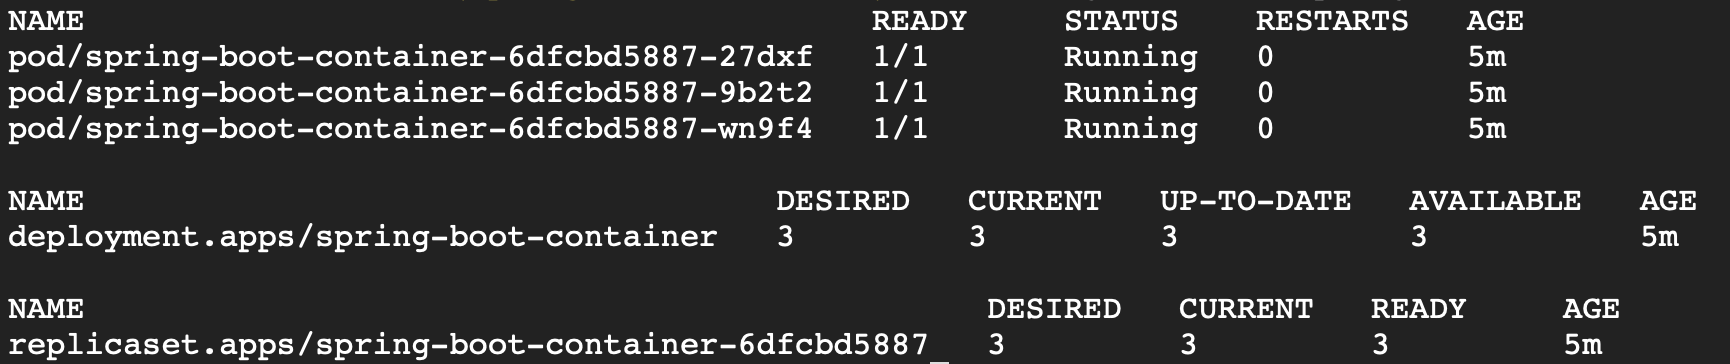 NAME READY STATUS RESTARTS AGE
pod/spring-boot-container-6dfcbd5887-27dxf 1/1 Running 0 5m
pod/spring-boot-container-6dfcbd5887-9b2t2 1/1 Running 0 5m
pod/spring-boot-container-6dfcbd5887-wn9f4 1/1 Running 0 5m
NAME DESIRED CURRENT UP-TO-DATE AVAILABLE AGE
deployment.apps/spring-boot-container 3 3 3 3 5m
NAME DESIRED CURRENT READY AGE
replicaset.apps/spring-boot-container-6dfcbd5887_ 3 3 3 5m